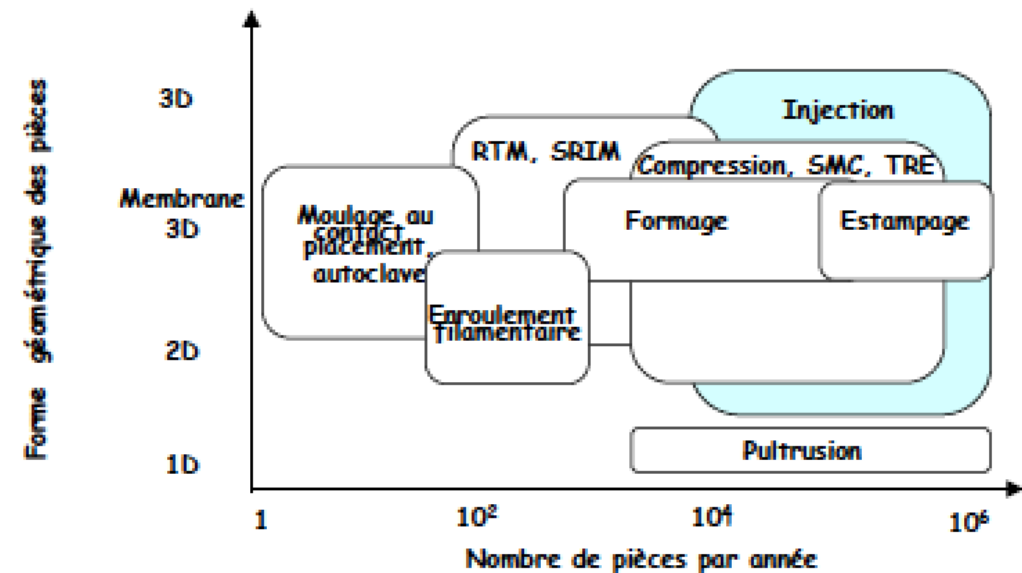 Forme géamétrique des pièces
3D
Membrane
3D
2D
1D
Injection
RTM, SRIM
Compression, SMC, TRE
Moulage au
contact
placement,
autoclave
Formage
Estampage
Enroulement
filamentaire
Pultrusion
1
10²
10⁴
10⁶
Nombre de pièces par année